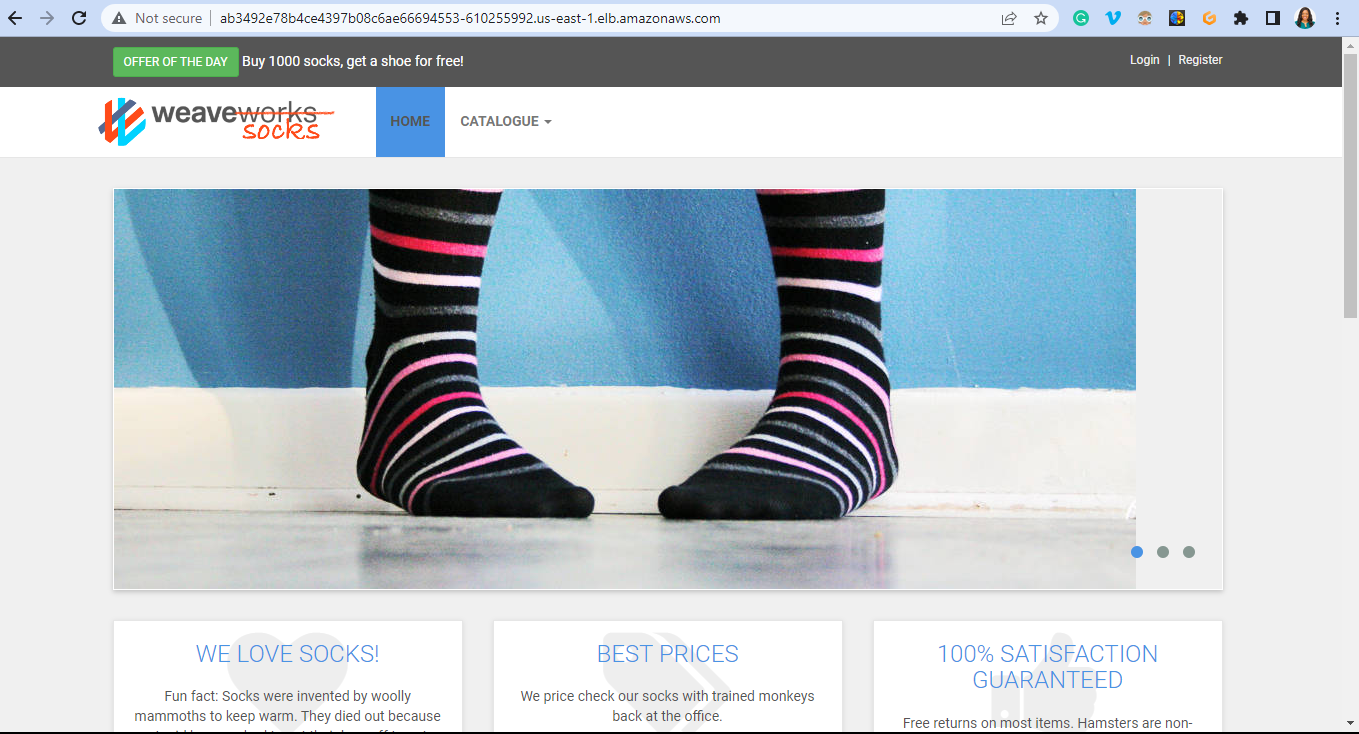 Not secure | ab3492e78b4ce4397b08c6ae66694553-610255992.us-east-1.elb.amazonaws.com
OFFER OF THE DAY Buy 1000 socks, get a shoe for free!
Login | Register
weaveworks
socks
HOME
CATALOGUE
WE LOVE SOCKS!
Fun fact: Socks were invented by woolly
mammoths to keep warm. They died out because
BEST PRICES
We price check our socks with trained monkeys
back at the office.
100% SATISFACTION
GUARANTEED
Free returns on most items. Hamsters are non-